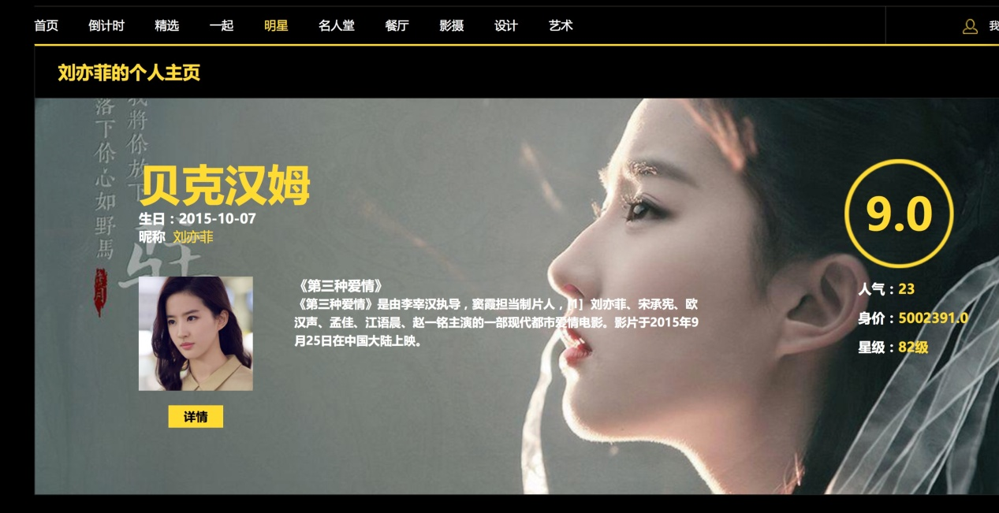 首页 倒计时 精选 一起 明星 名人堂 餐厅 影摄 设计 艺术 我
刘亦菲的个人主页
我將你放下
落下你心如野馬
贝克汉姆
生日：2015-10-07
昵称 刘亦菲
9.0
人气：23
身价：5002391.0
星级：82级
《第三种爱情》
《第三种爱情》是由李宰汉执导，窦霞担当制片人，[1］刘亦菲、宋承宪、欧
汉声、孟佳、江语晨、赵一铭主演的一部现代都市爱情电影。影片于2015年9
月25日在中国大陆上映。
详情